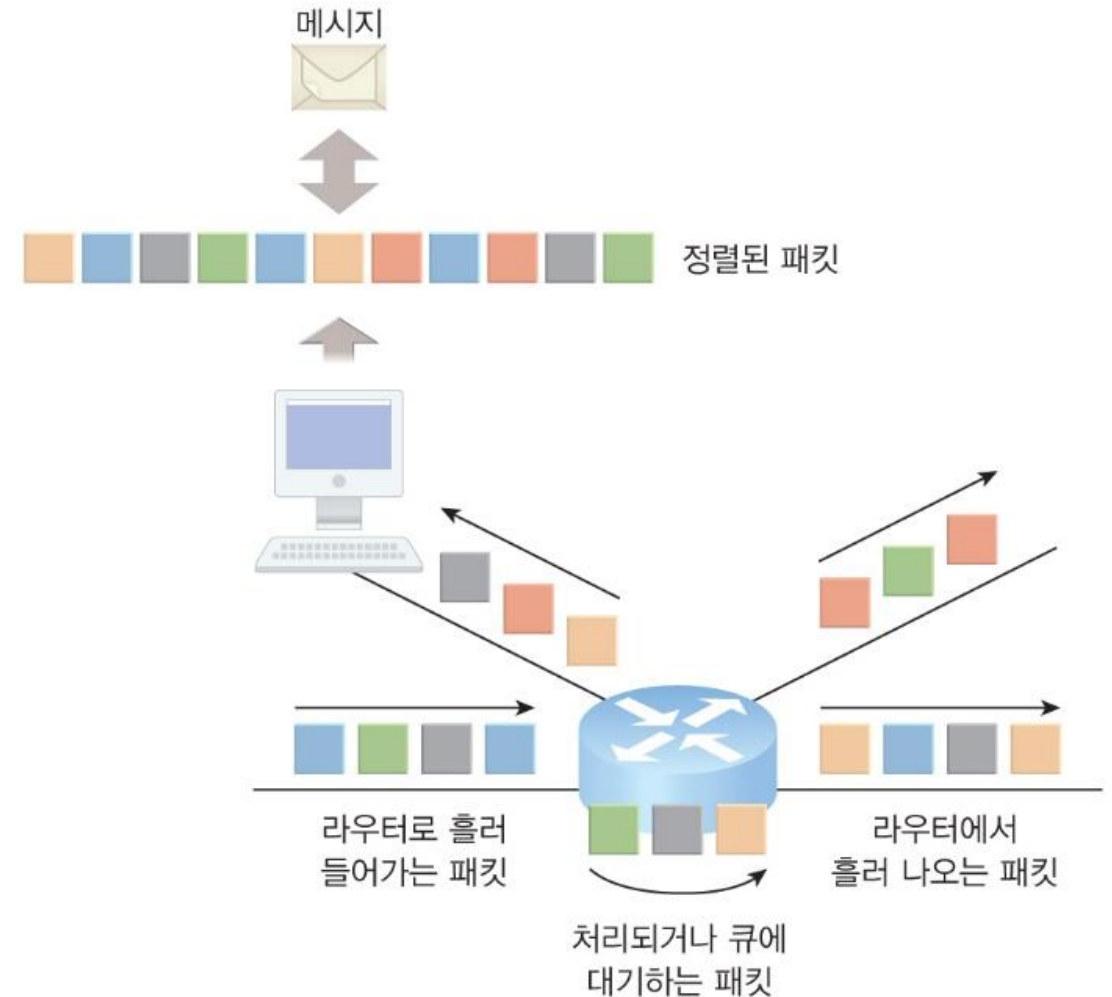 메시지
정렬된 패킷
라우터로 흘러
들어가는 패킷
라우터에서
흘러 나오는 패킷
처리되거나 큐에
대기하는 패킷